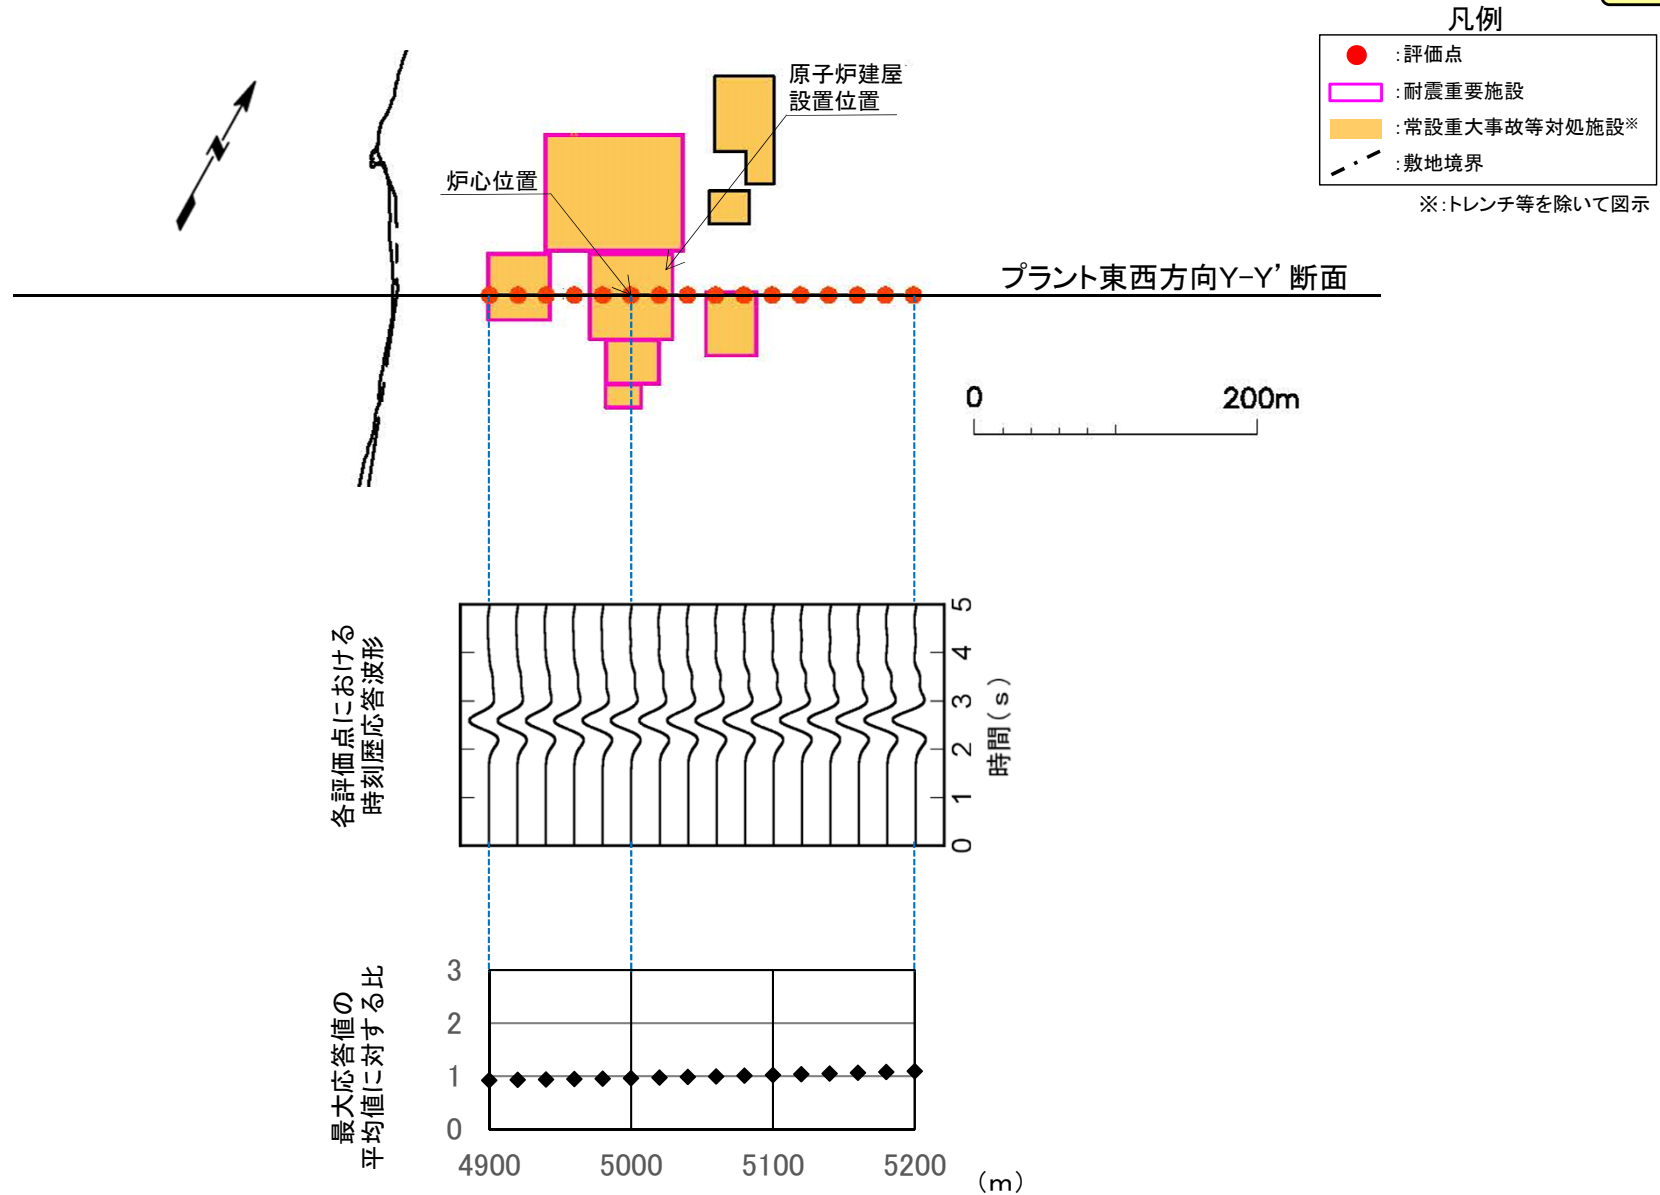 凡例
:評価点
:耐震重要施設
:常設重大事故等対処施設※
:敷地境界
※:トレンチ等を除いて図示
N
原子炉建屋
設置位置
炉心位置
プラント東西方向Y-Y’断面
0 200m
各評価点における
時刻歴応答波形
5
4
3
2
1
0
時間(s)
最大応答値の
平均値に対する比
3
2
1
0
4900 5000 5100 5200
(m)